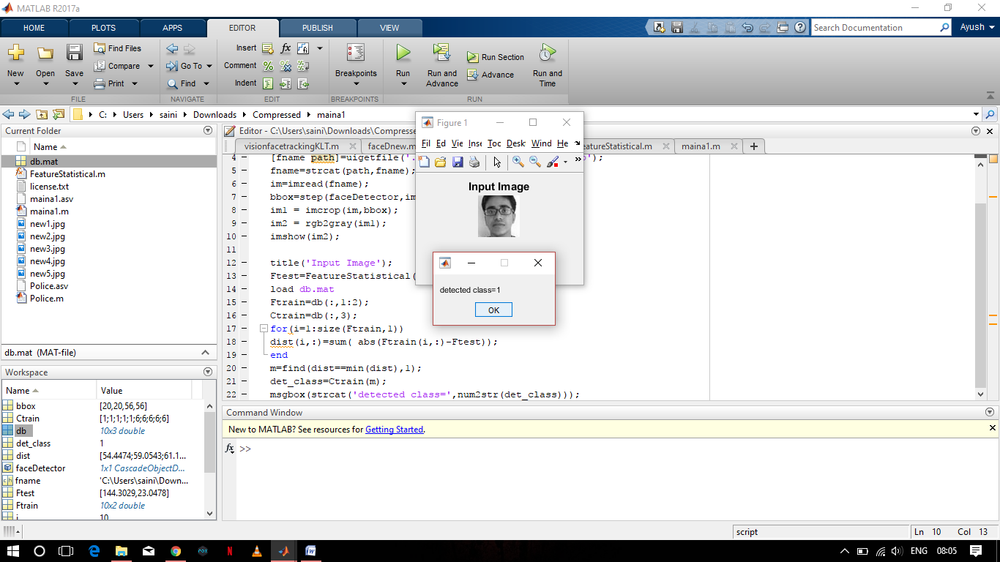 MATLAB R2017a
HOME PLOTS APPS EDITOR PUBLISH VIEW
Search Documentation
Ayush
New Open Save
Find Files
Compare
Print
FILE
Go To
Find
NAVIGATE
Insert fx
Comment
Indent
EDIT
Breakpoints
BREAKPOINTS
Run
Run and Advance
Run Section
Advance
Run and Time
RUN
C: Users saini Downloads Compressed maina1
Current Folder
Name
db.mat
FeatureStatistical.m
license.txt
maina1.asv
maina1.m
new1.jpg
new2.jpg
new3.jpg
new4.jpg
new5.jpg
Police.asv
Police.m
db.mat (MAT-file)
Workspace
Name Value
bbox [20,20,56,56]
Ctrain [1;1;1;1;1;6;6;6;6;6]
db 10x3 double
det_class 1
dist [54.4474;59.0543;61.1...
faceDetector 1x1 CascadeObjectD...
fname 'C:\Users\saini\Down...
Ftest [144.3029,23.0478]
Ftrain 10x2 double
i 10
Editor - C:\Users\saini\Downloads\Compresse
visionfacetrackingKLT.m faceDnew.m eatureStatistical.m maina1.m
4 [fname path]=uigetfile('. ');
5 fname=strcat(path,fname);
6 im=imread(fname);
7 bbox=step(faceDetector,im
8 im1 = imcrop(im,bbox);
9 im2 = rgb2gray(im1);
10 imshow(im2);
11
12 title('Input Image');
13 Ftest=FeatureStatistical(
14 load db.mat
15 Ftrain=db(:,1:2);
16 Ctrain=db(:,3);
17 for(i=1:size(Ftrain,1))
18 dist(i,:)=sum( abs(Ftrain(i,:)-Ftest));
19 end
20 m=find(dist==min(dist),1);
21 det_class=Ctrain(m);
22 msgbox(strcat('detected class=',num2str(det_class)));
Figure 1
Fil Ed Vie Inse Toc Desk Wind He
Input Image
detected class=1
OK
Command Window
New to MATLAB? See resources for Getting Started.
fx >>
script Ln 10 Col 13
ENG 08:05